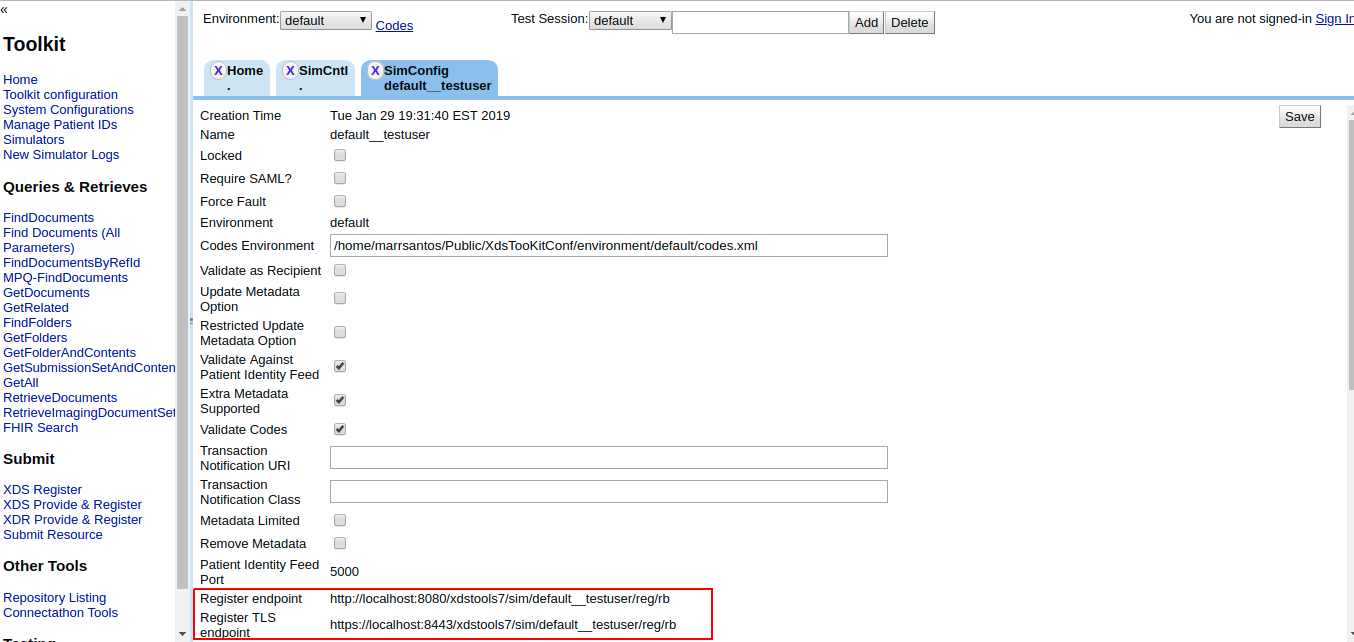 «
Toolkit
Home
Toolkit configuration
System Configurations
Manage Patient IDs
Simulators
New Simulator Logs
Queries & Retrieves
FindDocuments
Find Documents (All
Parameters)
FindDocumentsByRefId
MPQ-FindDocuments
GetDocuments
GetRelated
FindFolders
GetFolders
GetFolderAndContents
GetSubmissionSetAndConten
GetAll
RetrieveDocuments
RetrieveImagingDocumentSet
FHIR Search
Submit
XDS Register
XDS Provide & Register
XDR Provide & Register
Submit Resource
Other Tools
Repository Listing
Connectathon Tools
Environment: default Codes Test Session: default Add Delete You are not signed-in Sign In
X Home
.
X SimCntl
.
X SimConfig
default__testuser
Save
Creation Time Tue Jan 29 19:31:40 EST 2019
Name default__testuser
Locked
Require SAML?
Force Fault
Environment default
Codes Environment /home/marrsantos/Public/XdsTooKitConf/environment/default/codes.xml
Validate as Recipient
Update Metadata
Option
Restricted Update
Metadata Option
Validate Against
Patient Identity Feed
Extra Metadata
Supported
Validate Codes
Transaction
Notification URI
Transaction
Notification Class
Metadata Limited
Remove Metadata
Patient Identity Feed
Port 5000
Register endpoint http://localhost:8080/xdstools7/sim/default__testuser/reg/rb
Register TLS
endpoint https://localhost:8443/xdstools7/sim/default__testuser/reg/rb